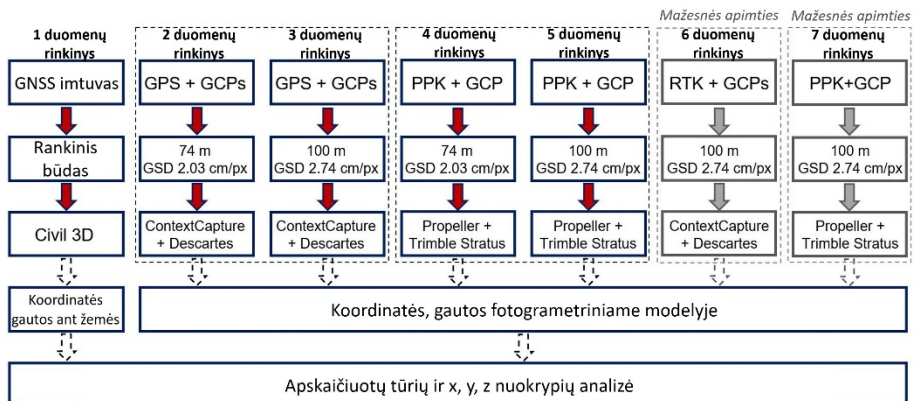 Mažesnės apimties
Mažesnės apimties
1 duomenų
rinkinys
2 duomenų
rinkinys
3 duomenų
rinkinys
4 duomenų
rinkinys
5 duomenų
rinkinys
6 duomenų
rinkinys
7 duomenų
rinkinys
GNSS imtuvas
GPS + GCPs
GPS + GCPs
PPK + GCP
PPK + GCP
RTK + GCPs
PPK+GCP
Rankinis
būdas
74 m
GSD 2.03 cm/px
100 m
GSD 2.74 cm/px
74 m
GSD 2.03 cm/px
100 m
GSD 2.74 cm/px
100 m
GSD 2.74 cm/px
100 m
GSD 2.74 cm/px
Civil 3D
ContextCapture
+ Descartes
ContextCapture
+ Descartes
Propeller +
Trimble Stratus
Propeller +
Trimble Stratus
ContextCapture
+ Descartes
Propeller +
Trimble Stratus
Koordinatės
gautos ant žemės
Koordinatės, gautos fotogrametriniame modelyje
Apskaičiuotų tūrių ir x, y, z nuokrypių analizė